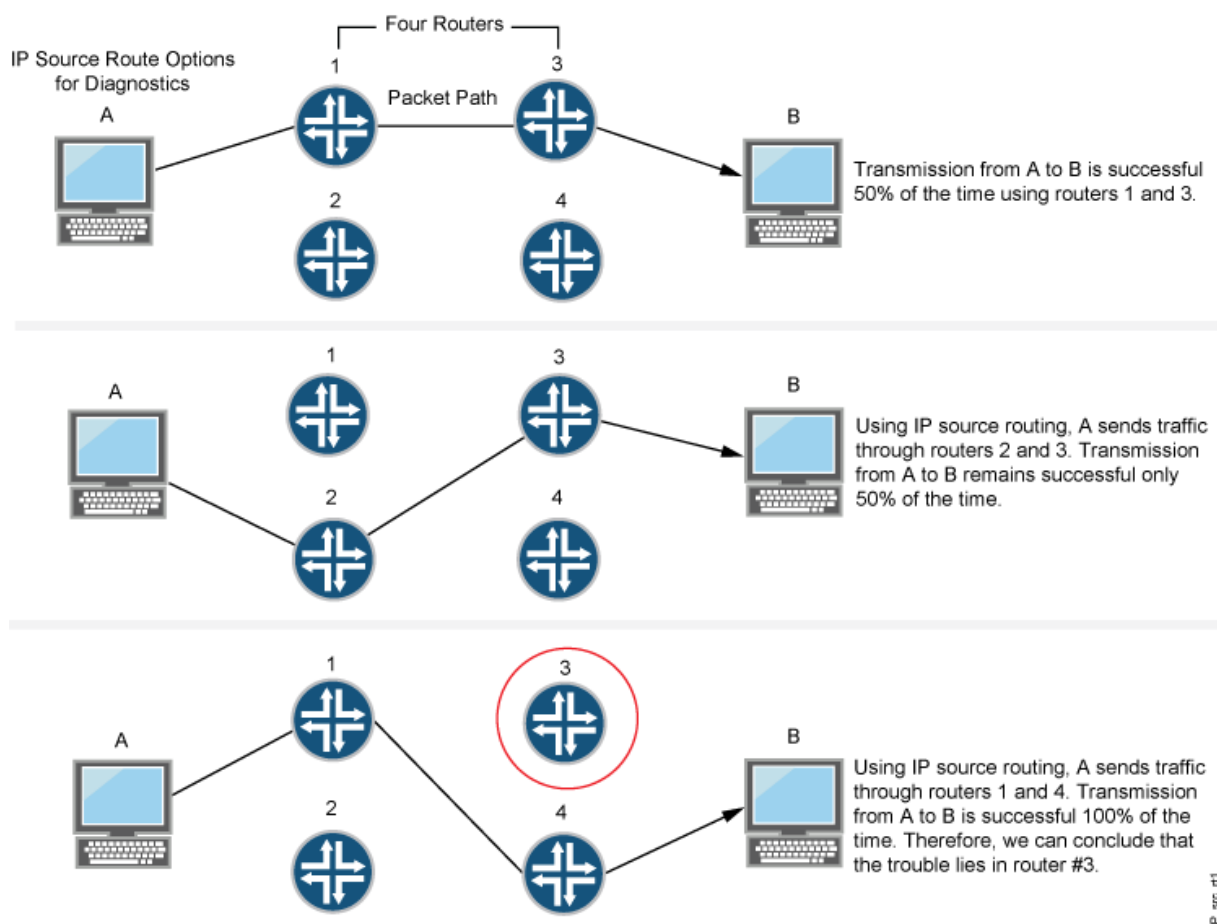 Four Routers
IP Source Route Options
for Diagnostics
1
3
Packet Path
A
B
Transmission from A to B is successful
50% of the time using routers 1 and 3.
2
4
1
3
A
B
Using IP source routing, A sends traffic
through routers 2 and 3. Transmission
from A to B remains successful only
50% of the time.
2
4
1
3
A
B
Using IP source routing, A sends traffic
through routers 1 and 4. Transmission
from A to B is successful 100% of the
time. Therefore, we can conclude that
the trouble lies in router #3.
2
4